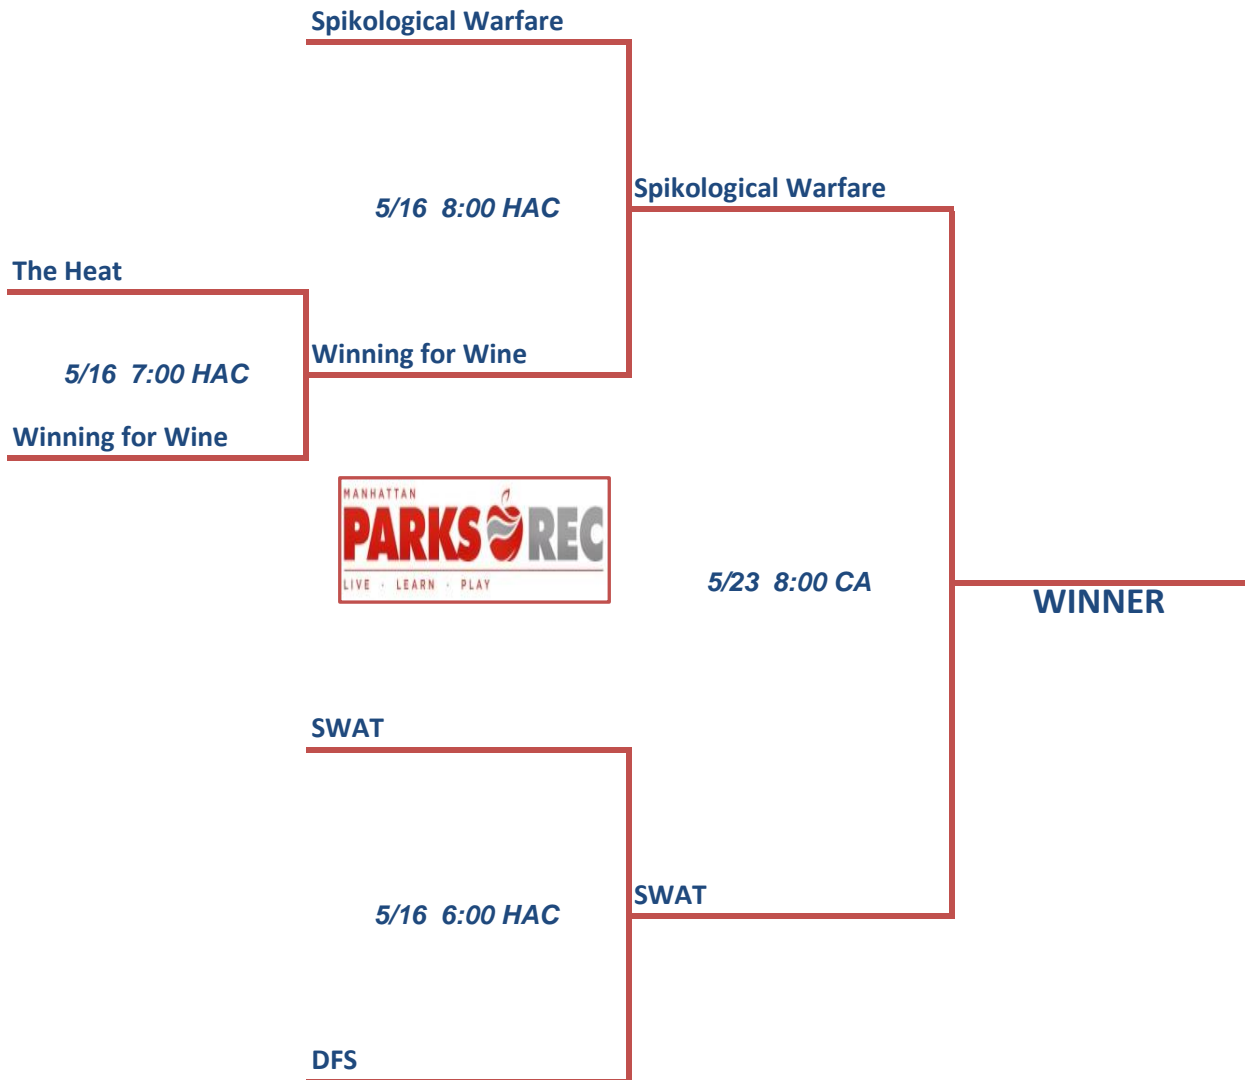 Spikological Warfare
5/16 8:00 HAC
Spikological Warfare
The Heat
5/16 7:00 HAC
Winning for Wine
Winning for Wine
MANHATTAN
PARKS REC
LIVE · LEARN · PLAY
5/23 8:00 CA
WINNER
SWAT
5/16 6:00 HAC
SWAT
DFS